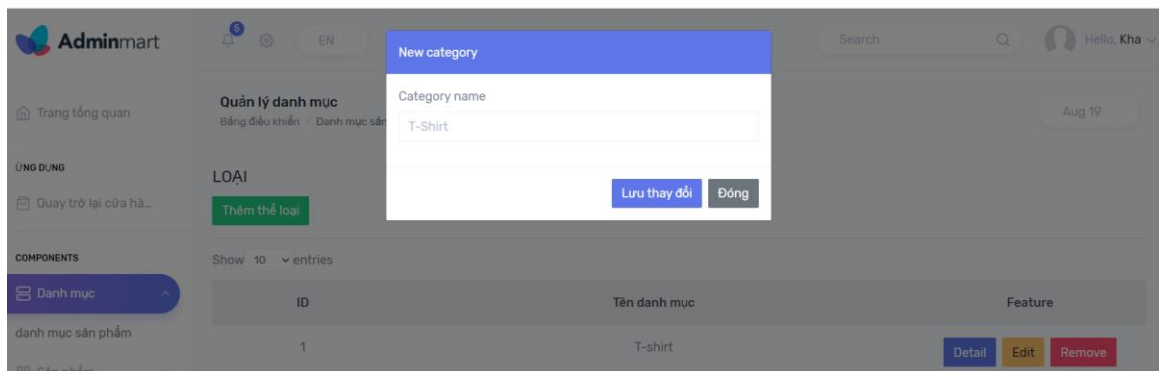 Adminmart
5
EN
Search
Hello, Kha
New category
Category name
T-Shirt
Lưu thay đổi
Đóng
Trang tổng quan
ỨNG DỤNG
Quay trở lại cửa hà...
COMPONENTS
Danh mục
danh mục sản phẩm
Sản phẩm
Quản lý danh mục
Bảng điều khiển / Danh mục sản
Aug 19
LOẠI
Thêm thể loại
Show 10 entries
ID Tên danh mục Feature
1 T-shirt Detail Edit Remove